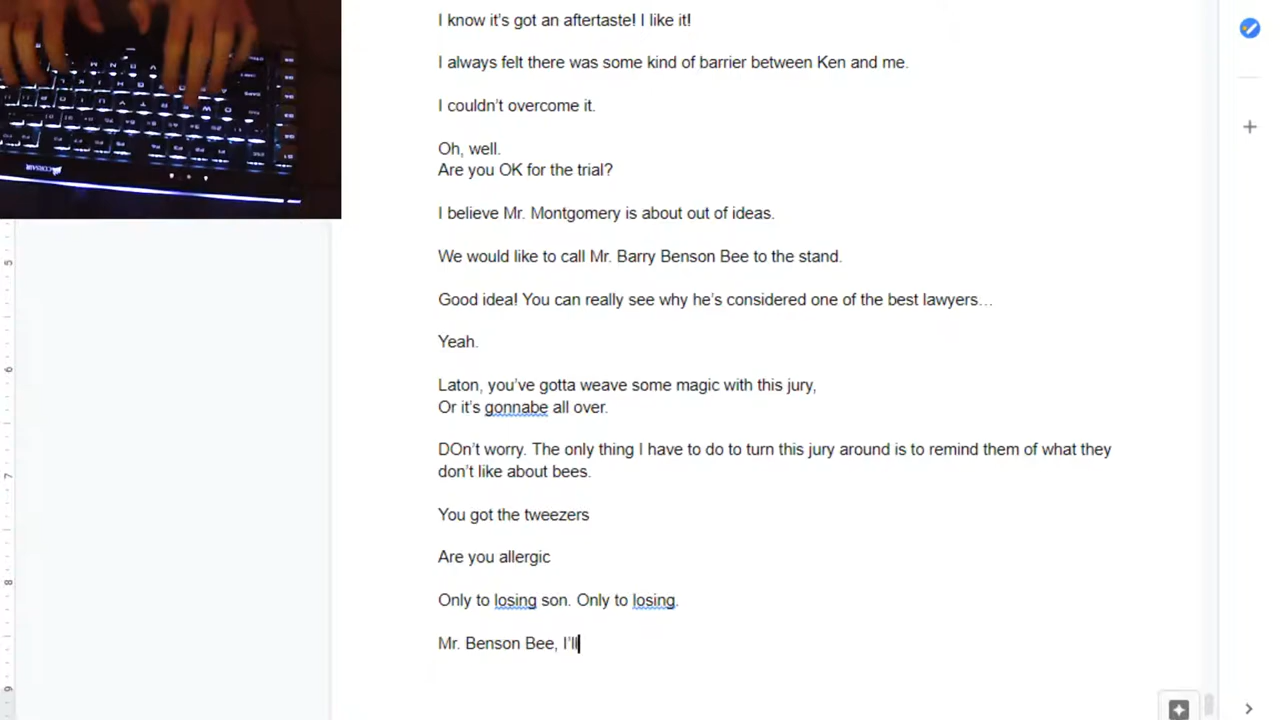 I know it's got an aftertaste! I like it!
I always felt there was some kind of barrier between Ken and me.
I couldn't overcome it.
Oh, well.
Are you OK for the trial?
I believe Mr. Montgomery is about out of ideas.
We would like to call Mr. Barry Benson Bee to the stand.
Good idea! You can really see why he's considered one of the best lawyers…
Yeah.
Laton, you've gotta weave some magic with this jury,
Or it's gonnabe all over.
DOn't worry. The only thing I have to do to turn this jury around is to remind them of what they
don't like about bees.
You got the tweezers
Are you allergic
Only to losing son. Only to losing.
Mr. Benson Bee, I'll
5
6
7
8
9
CORSAIR